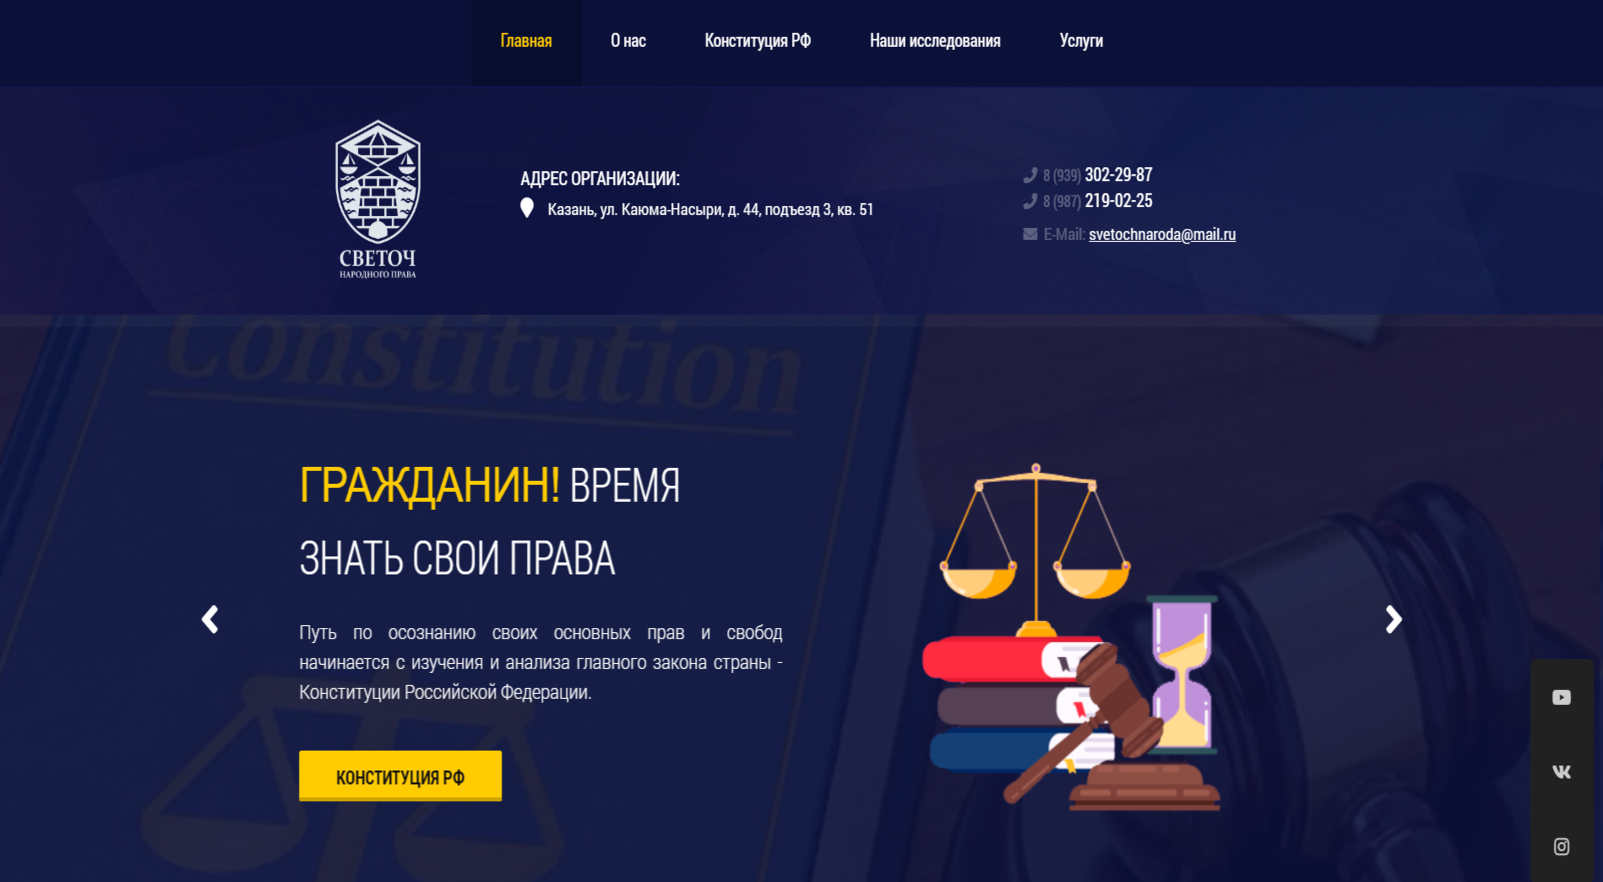 Главная О нас Конституция РФ Наши исследования Услуги
СВЕТОЧ
НАРОДНОГО ПРАВА
АДРЕС ОРГАНИЗАЦИИ:
Казань, ул. Каюма-Насыри, д. 44, подъезд 3, кв. 51
8 (939) 302-29-87
8 (987) 219-02-25
E-Mail: svetochnaroda@mail.ru
Constitution
ГРАЖДАНИН! ВРЕМЯ
ЗНАТЬ СВОИ ПРАВА
Путь по осознанию своих основных прав и свобод
начинается с изучения и анализа главного закона страны -
Конституции Российской Федерации.
КОНСТИТУЦИЯ РФ